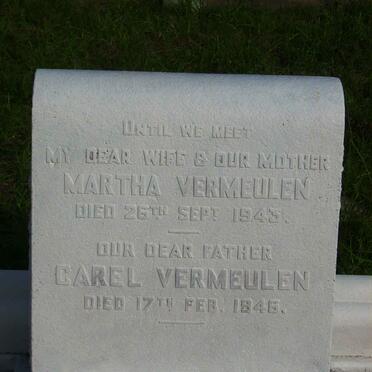 UNTIL WE MEET
MY DEAR WIFE & OUR MOTHER
MARTHA VERMEULEN
DIED 26TH SEPT. 1943.
OUR DEAR FATHER
CAREL VERMEULEN
DIED 17TH FEB. 1948.